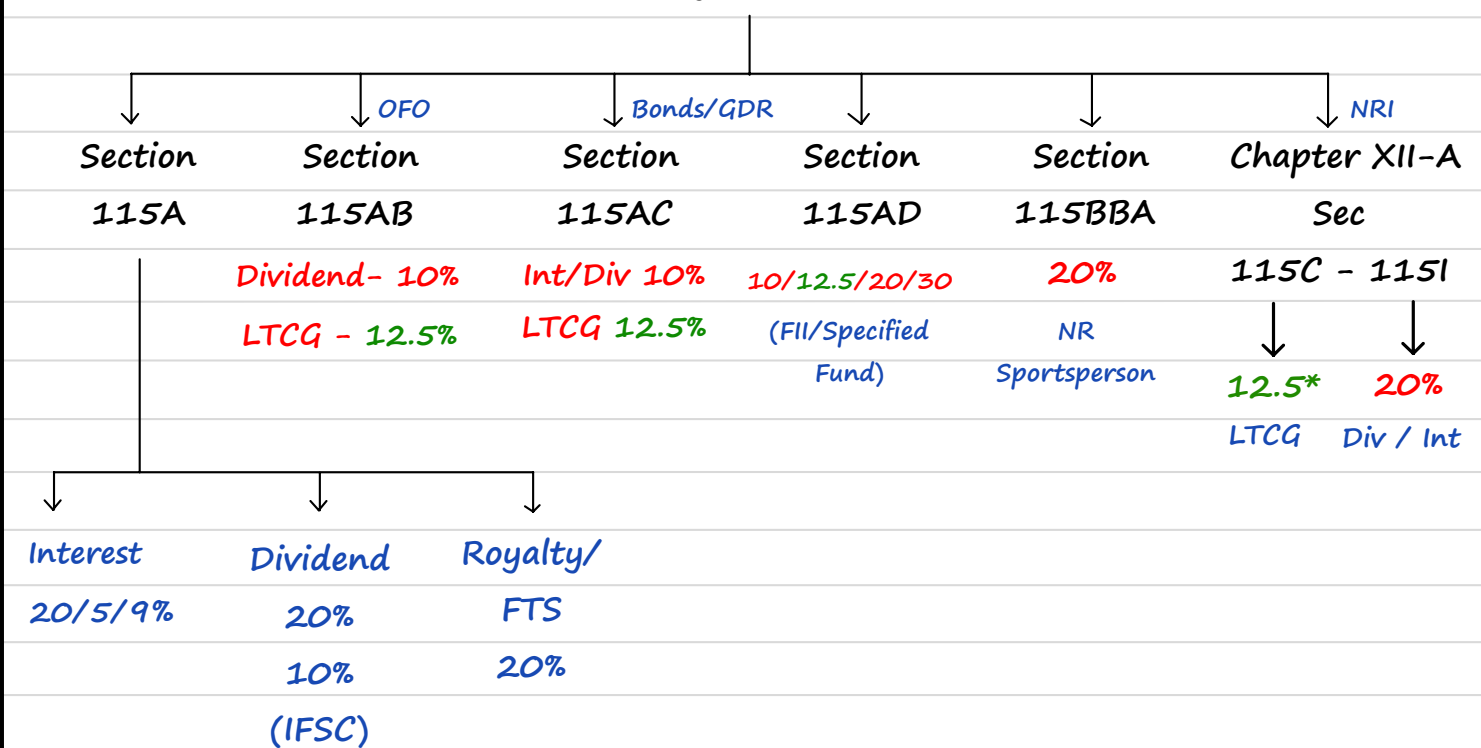 OFO
Bonds/GDR
NRI
Section Section Section Section Section Chapter XII-A
115A 115AB 115AC 115AD 115BBA Sec
Dividend- 10% Int/Div 10% 10/12.5/20/30 20% 115C - 115I
LTCG - 12.5% LTCG 12.5% (FII/Specified NR
Fund) Sportsperson 12.5* 20%
LTCG Div / Int
Interest Dividend Royalty/
20/5/9% 20% FTS
10% 20%
(IFSC)